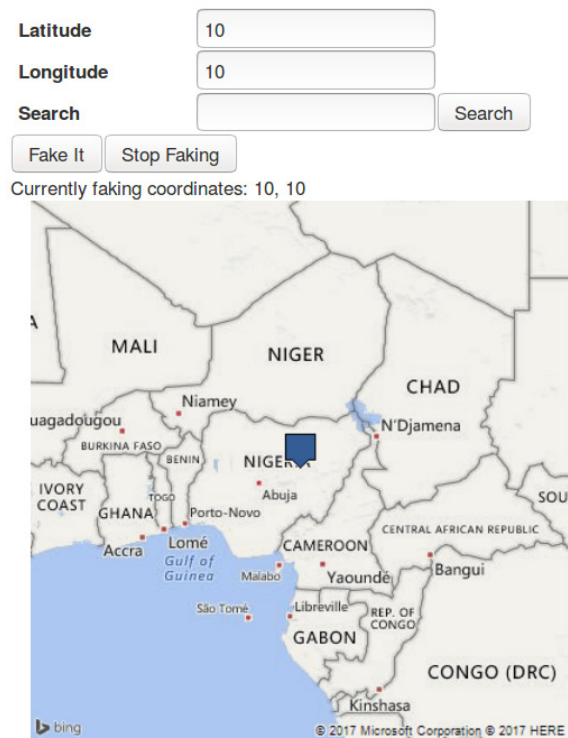 Latitude 10
Longitude 10
Search Search
Fake It Stop Faking
Currently faking coordinates: 10, 10
MALI
NIGER
CHAD
Niamey
uagadougou
N'Djamena
BURKINA FASO
BENIN
NIGERIA
IVORY
COAST
TOGO
Abuja
SOU
GHANA
Porto-Novo
CENTRAL AFRICAN REPUBLIC
Accra
Lomé
CAMEROON
Gulf of
Guinea
Malabo
Yaoundé
Bangui
São Tomé
Libreville
REP. OF
CONGO
GABON
CONGO (DRC)
Kinshasa
bing
© 2017 Microsoft Corporation © 2017 HERE